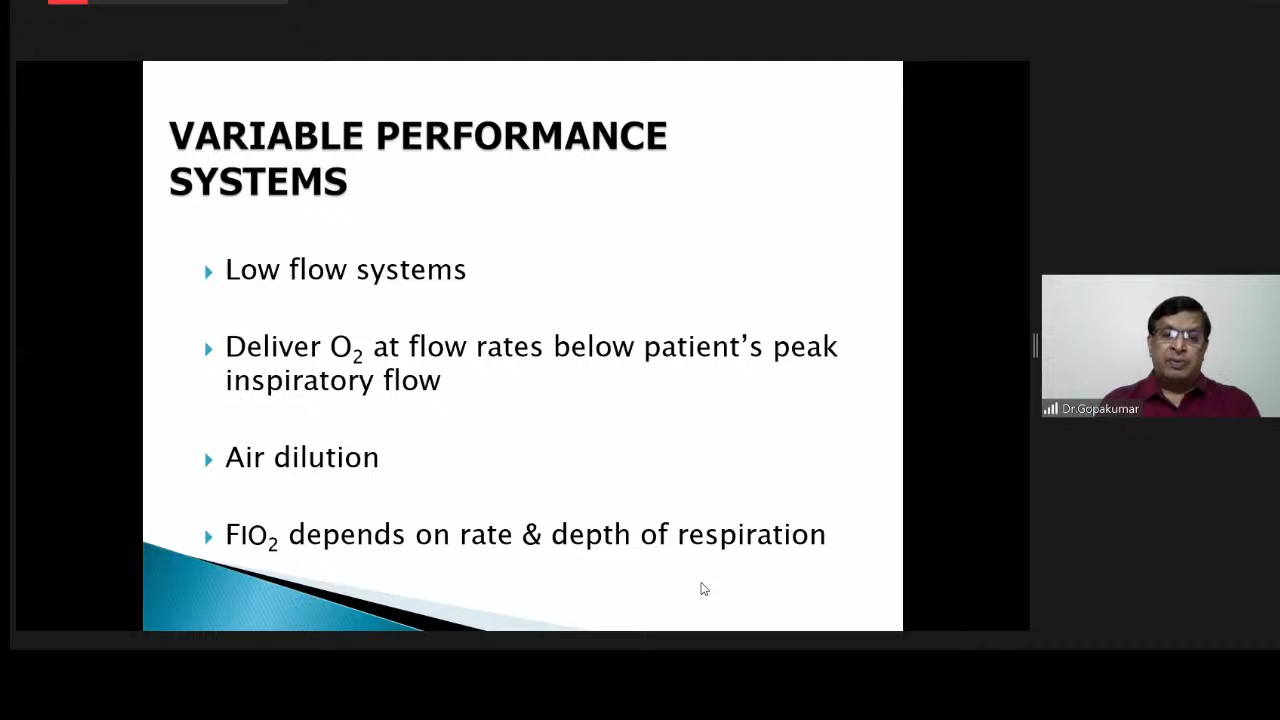 VARIABLE PERFORMANCE
SYSTEMS
Low flow systems
Deliver O₂ at flow rates below patient’s peak
inspiratory flow
Air dilution
FIO₂ depends on rate & depth of respiration
Dr.Gopakumar